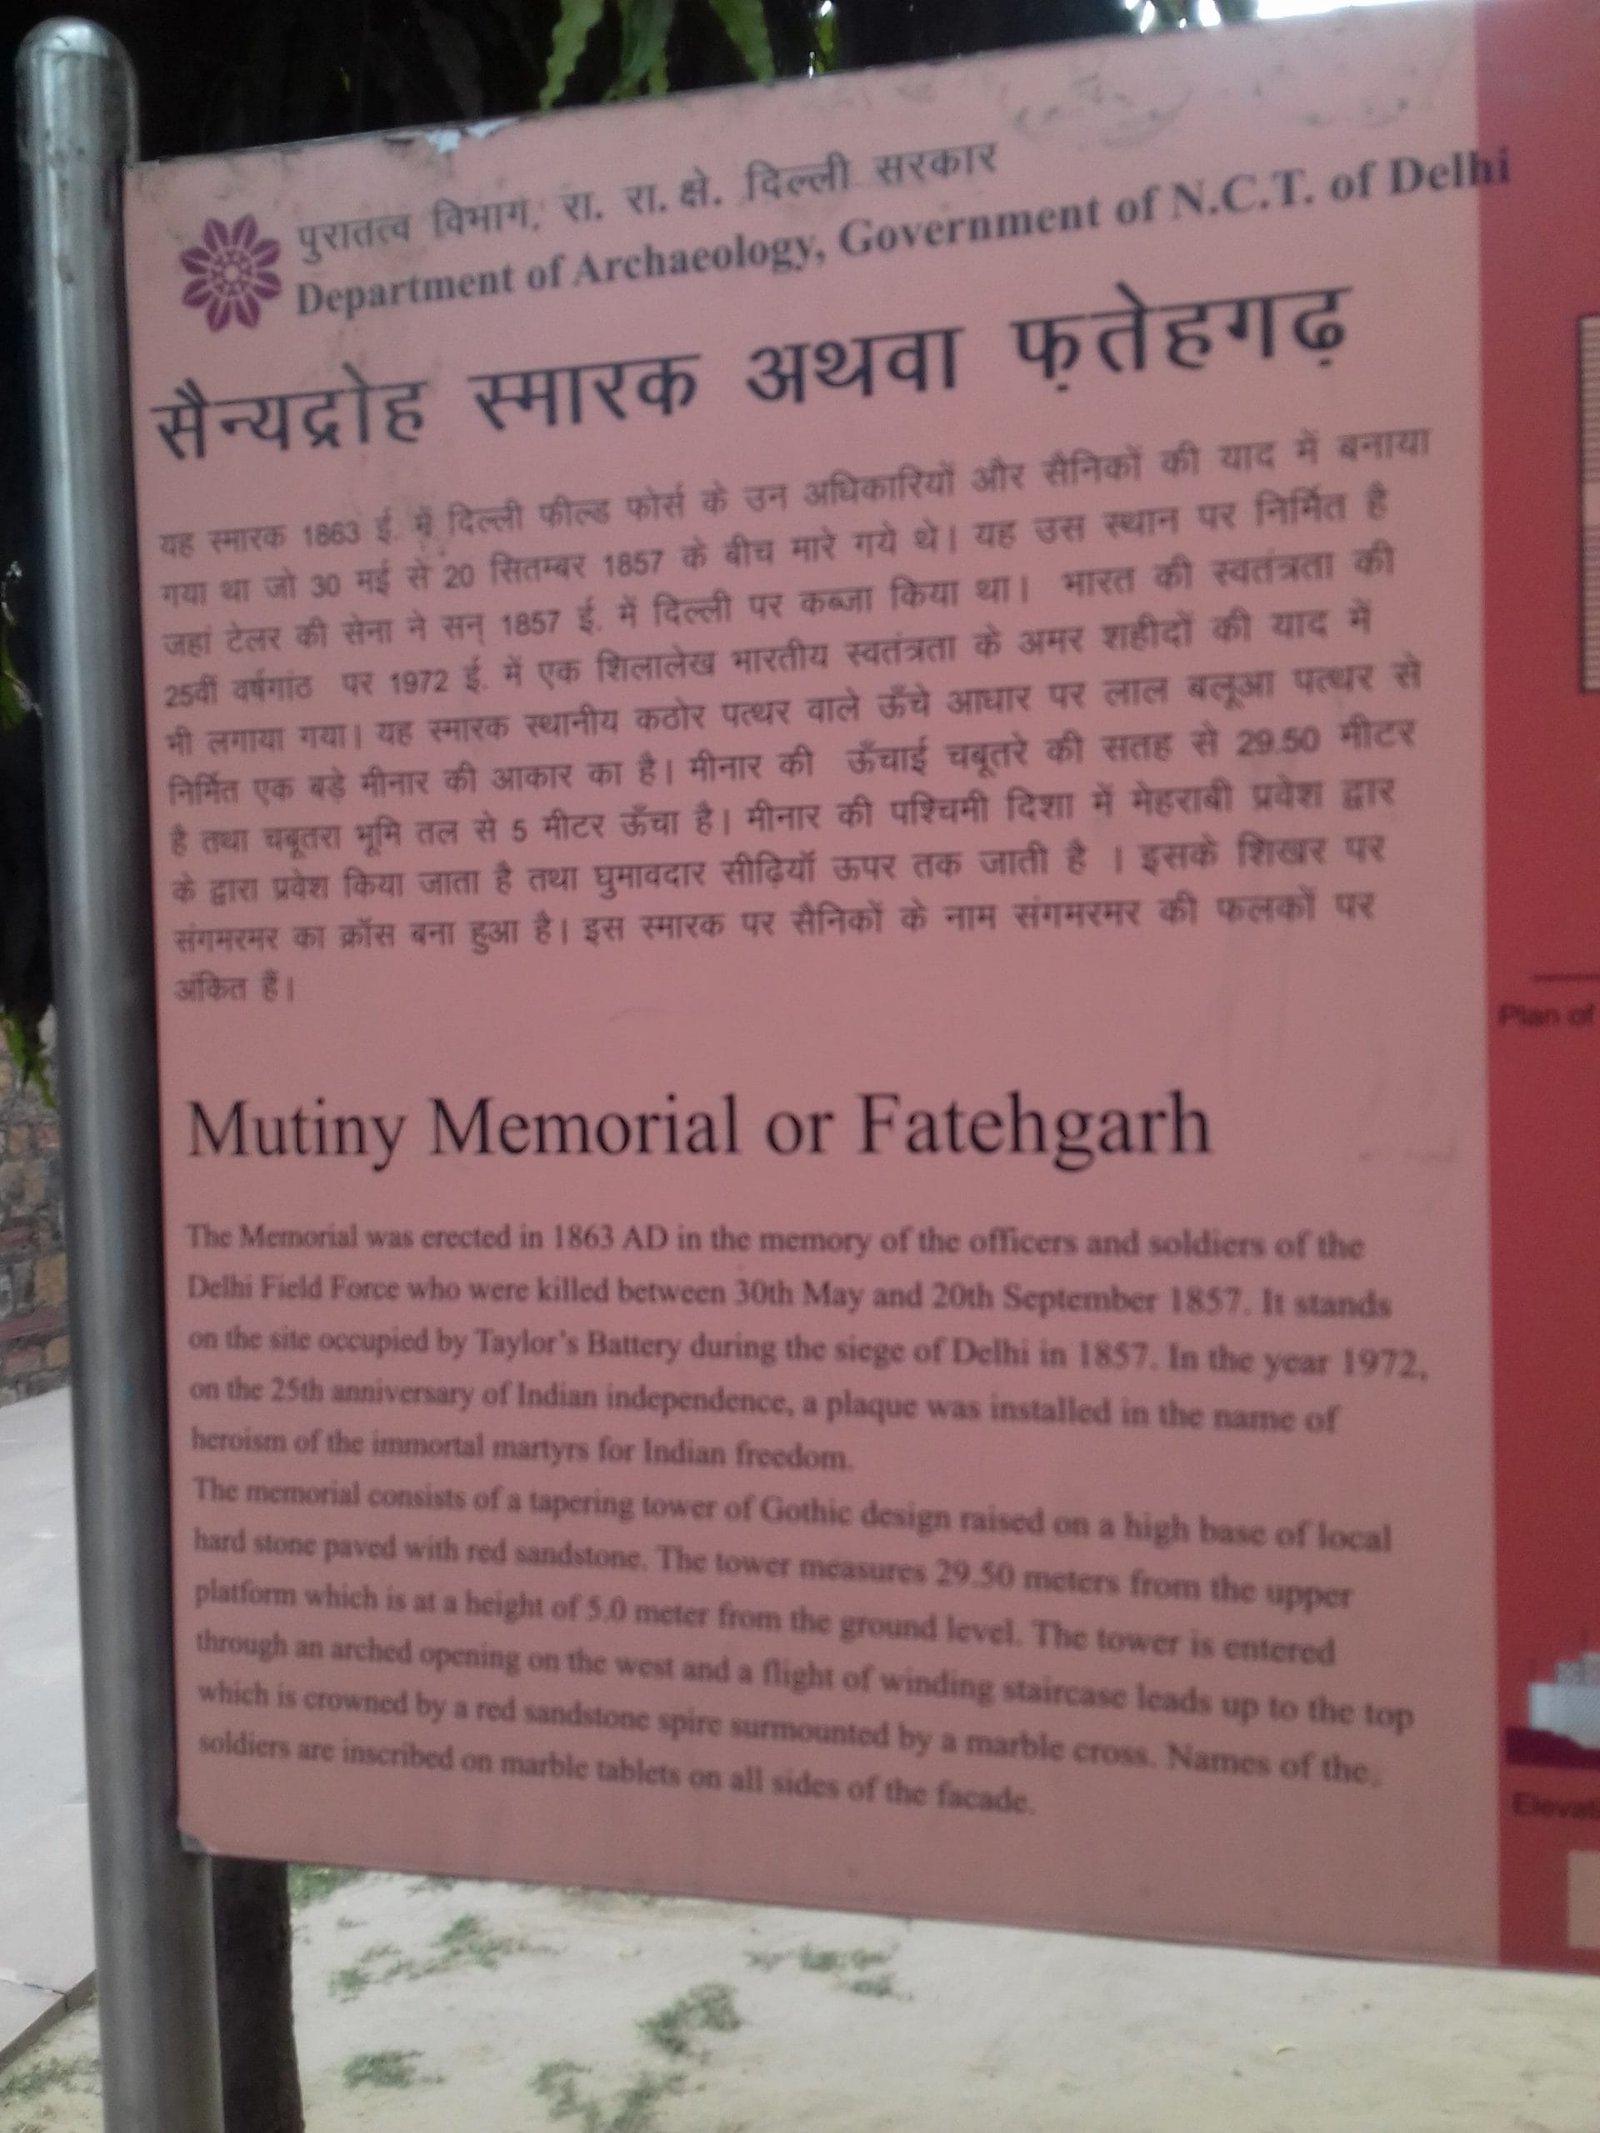 पुरातत्व विभाग, रा. रा. क्षे. दिल्ली सरकार
Department of Archaeology, Government of N.C.T. of Delhi
सैन्यद्रोह स्मारक अथवा फ़तेहगढ़
यह स्मारक 1863 ई. में दिल्ली फील्ड फोर्स के उन अधिकारियों और सैनिकों की याद में बनाया
गया था जो 30 मई से 20 सितम्बर 1857 के बीच मारे गये थे। यह उस स्थान पर निर्मित है
जहां टेलर की सेना ने सन् 1857 ई. में दिल्ली पर कब्जा किया था। भारत की स्वतंत्रता की
25वीं वर्षगांठ पर 1972 ई. में एक शिलालेख भारतीय स्वतंत्रता के अमर शहीदों की याद में
भी लगाया गया। यह स्मारक स्थानीय कठोर पत्थर वाले ऊँचे आधार पर लाल बलूआ पत्थर से
निर्मित एक बड़े मीनार की आकार का है। मीनार की ऊँचाई चबूतरे की सतह से 29.50 मीटर
है तथा चबूतरा भूमि तल से 5 मीटर ऊँचा है। मीनार की पश्चिमी दिशा में मेहराबी प्रवेश द्वार
के द्वारा प्रवेश किया जाता है तथा घुमावदार सीढ़ियॉ ऊपर तक जाती है । इसके शिखर पर
संगमरमर का क्रॉस बना हुआ है। इस स्मारक पर सैनिकों के नाम संगमरमर की फलकों पर
अंकित हैं।
Mutiny Memorial or Fatehgarh
The Memorial was erected in 1863 AD in the memory of the officers and soldiers of the
Delhi Field Force who were killed between 30th May and 20th September 1857. It stands
on the site occupied by Taylor's Battery during the siege of Delhi in 1857. In the year 1972,
on the 25th anniversary of Indian independence, a plaque was installed in the name of
heroism of the immortal martyrs for Indian freedom.
The memorial consists of a tapering tower of Gothic design raised on a high base of local
hard stone paved with red sandstone. The tower measures 29.50 meters from the upper
platform which is at a height of 5.0 meter from the ground level. The tower is entered
through an arched opening on the west and a flight of winding staircase leads up to the top
which is crowned by a red sandstone spire surmounted by a marble cross. Names of the
soldiers are inscribed on marble tablets on all sides of the facade.
Plan of